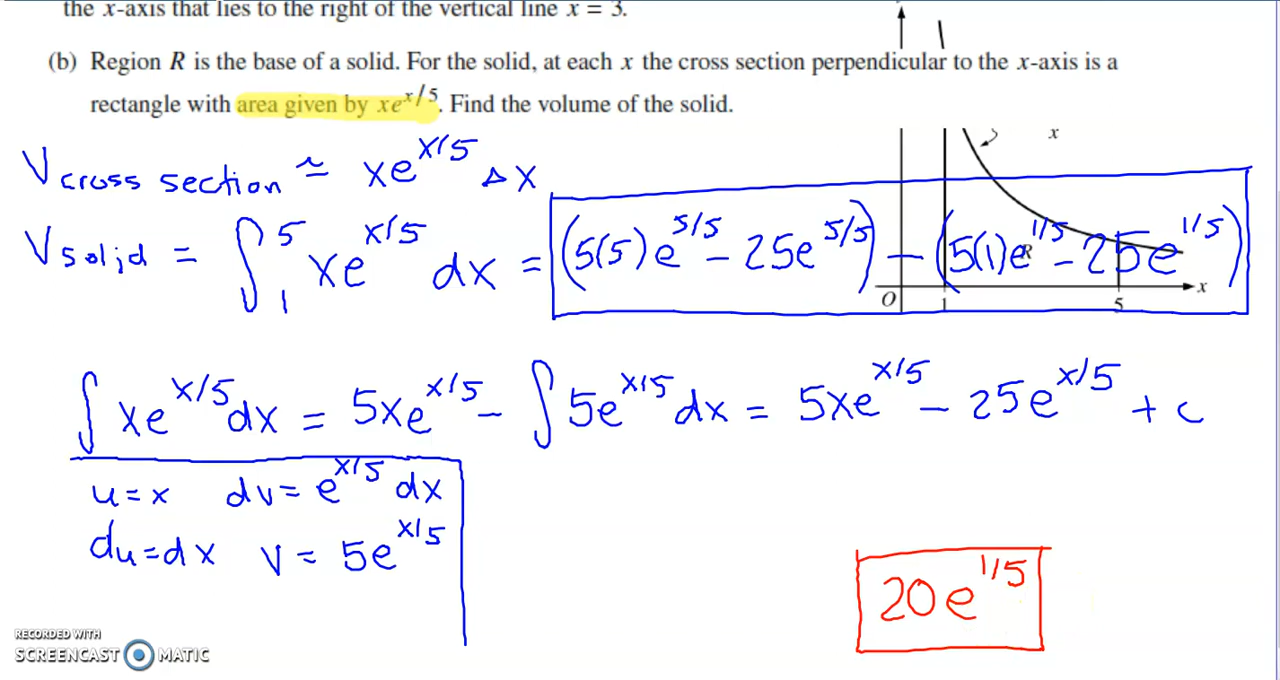 the x-axis that lies to the right of the vertical line x = 3.
(b) Region R is the base of a solid. For the solid, at each x the cross section perpendicular to the x-axis is a
rectangle with area given by xe^x/5. Find the volume of the solid.
x
V cross section ≈ xe^x/5 Δx
V solid = ∫_1^5 xe^x/5 dx = (5(5)e^5/5 - 25e^5/5) - (5(1)e^1/5 - 25e^1/5)
R
O 1 5 x
∫ xe^x/5 dx = 5xe^x/5 - ∫ 5e^x/5 dx = 5xe^x/5 - 25e^x/5 + c
u = x dv = e^x/5 dx
du = dx v = 5e^x/5
20e^1/5
RECORDED WITH
SCREENCAST MATIC